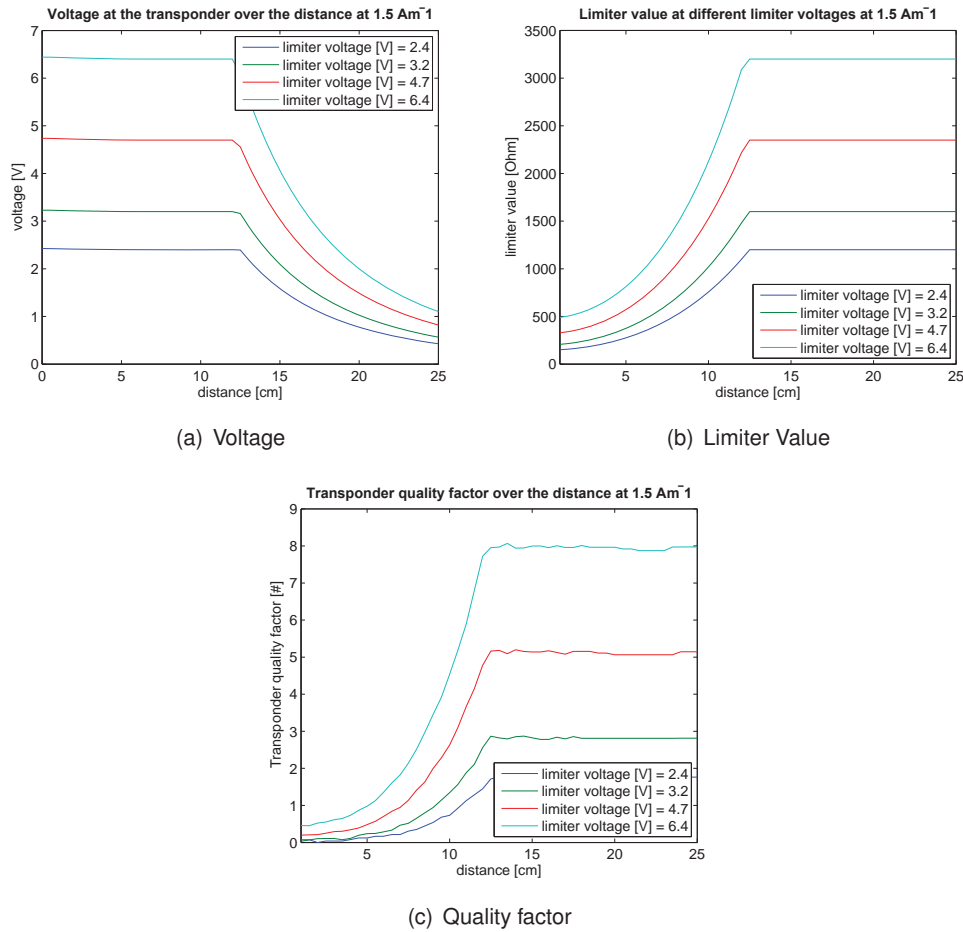 Voltage at the transponder over the distance at 1.5 Am⁻1
7
6
5
4
3
2
1
0
voltage [V]
0
5
10
15
20
25
distance [cm]
limiter voltage [V] = 2.4
limiter voltage [V] = 3.2
limiter voltage [V] = 4.7
limiter voltage [V] = 6.4
(a) Voltage
Limiter value at different limiter voltages at 1.5 Am⁻1
3500
3000
2500
2000
1500
1000
500
0
limiter value [Ohm]
5
10
15
20
25
distance [cm]
limiter voltage [V] = 2.4
limiter voltage [V] = 3.2
limiter voltage [V] = 4.7
limiter voltage [V] = 6.4
(b) Limiter Value
Transponder quality factor over the distance at 1.5 Am⁻1
9
8
7
6
5
4
3
2
1
0
Transponder quality factor [#]
5
10
15
20
25
distance [cm]
limiter voltage [V] = 2.4
limiter voltage [V] = 3.2
limiter voltage [V] = 4.7
limiter voltage [V] = 6.4
(c) Quality factor